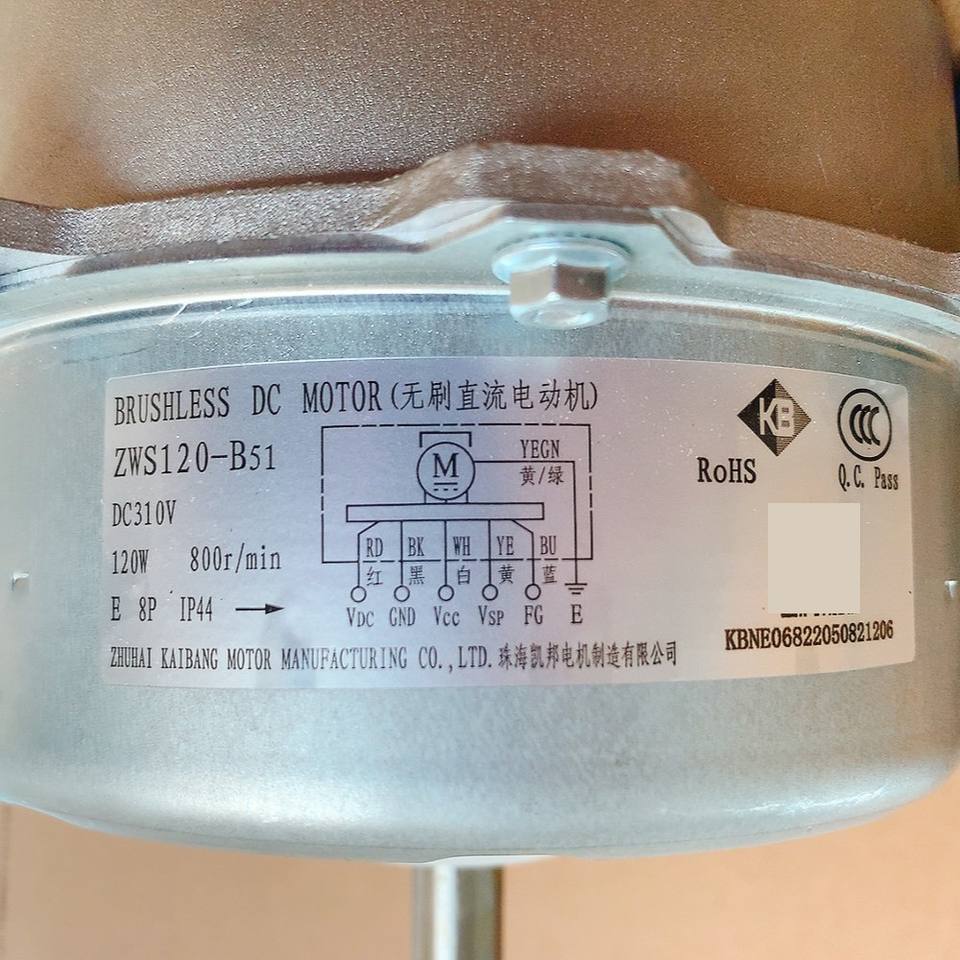 BRUSHLESS DC MOTOR(无刷直流电动机)
ZWS120-B51
DC310V
120W 800r/min
E 8P IP44
M
YEGN
黄/绿
RD BK WH YE BU
红 黑 白 黄 蓝
VDC GND VCC VSP FG E
ZHUHAI KAIBANG MOTOR MANUFACTURING CO.,LTD.珠海凯邦电机制造有限公司
KB
CCC
RoHS
Q.C. Pass
KBNE06822050821206